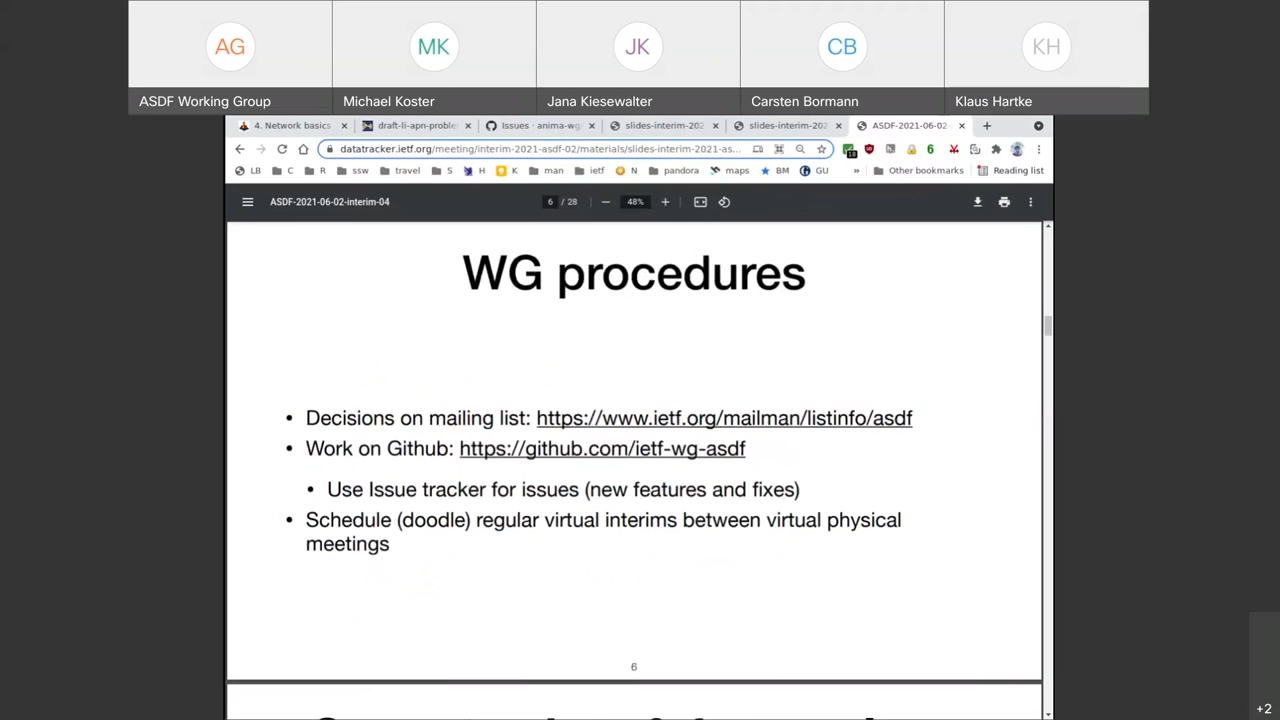 AG
MK
JK
CB
KH
ASDF Working Group
Michael Koster
Jana Kiesewalter
Carsten Bormann
Klaus Hartke
4. Network basics
draft-li-apn-proble
Issues · anima-wg
slides-interim-202
slides-interim-202
ASDF-2021-06-02-
datatracker.ietf.org/meeting/interim-2021-asdf-02/materials/slides-interim-2021-as...
LB
C
R
ssw
travel
S
H
K
man
ietf
N
pandora
maps
BM
GU
»
Other bookmarks
Reading list
ASDF-2021-06-02-interim-04
6 / 28
48%
WG procedures
• Decisions on mailing list: https://www.ietf.org/mailman/listinfo/asdf
• Work on Github: https://github.com/ietf-wg-asdf
• Use Issue tracker for issues (new features and fixes)
• Schedule (doodle) regular virtual interims between virtual physical
meetings
6
+2